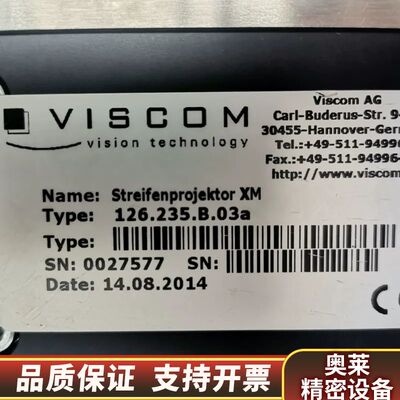 VISCOM
vision technology
Viscom AG
Carl-Buderus-Str. 9-
30455-Hannover-Ger
Tel.:+49-511-94996
Fax.:+49-511-94996-
http://www.viscom
Name: Streifenprojektor XM
Type: 126.235.B.03a
Type:
SN: 0027577 SN:
Date: 14.08.2014
C
品质保证 支持开票
奥莱
精密设备